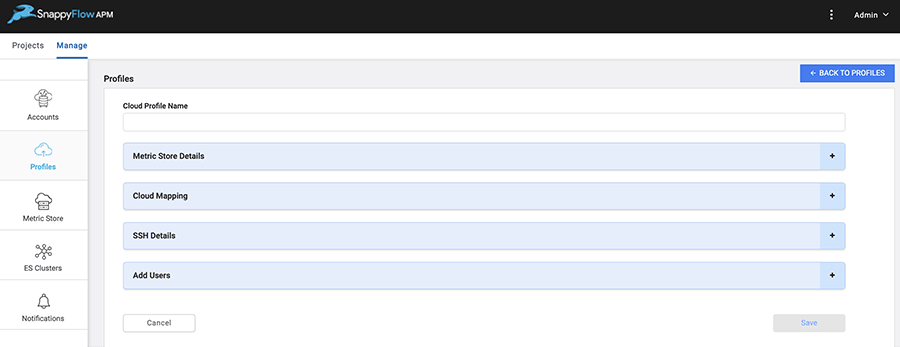 SnappyFlow APM
Admin
Projects
Manage
Profiles
← BACK TO PROFILES
Accounts
Profiles
Metric Store
ES Clusters
Notifications
Cloud Profile Name
Metric Store Details +
Cloud Mapping +
SSH Details +
Add Users +
Cancel
Save